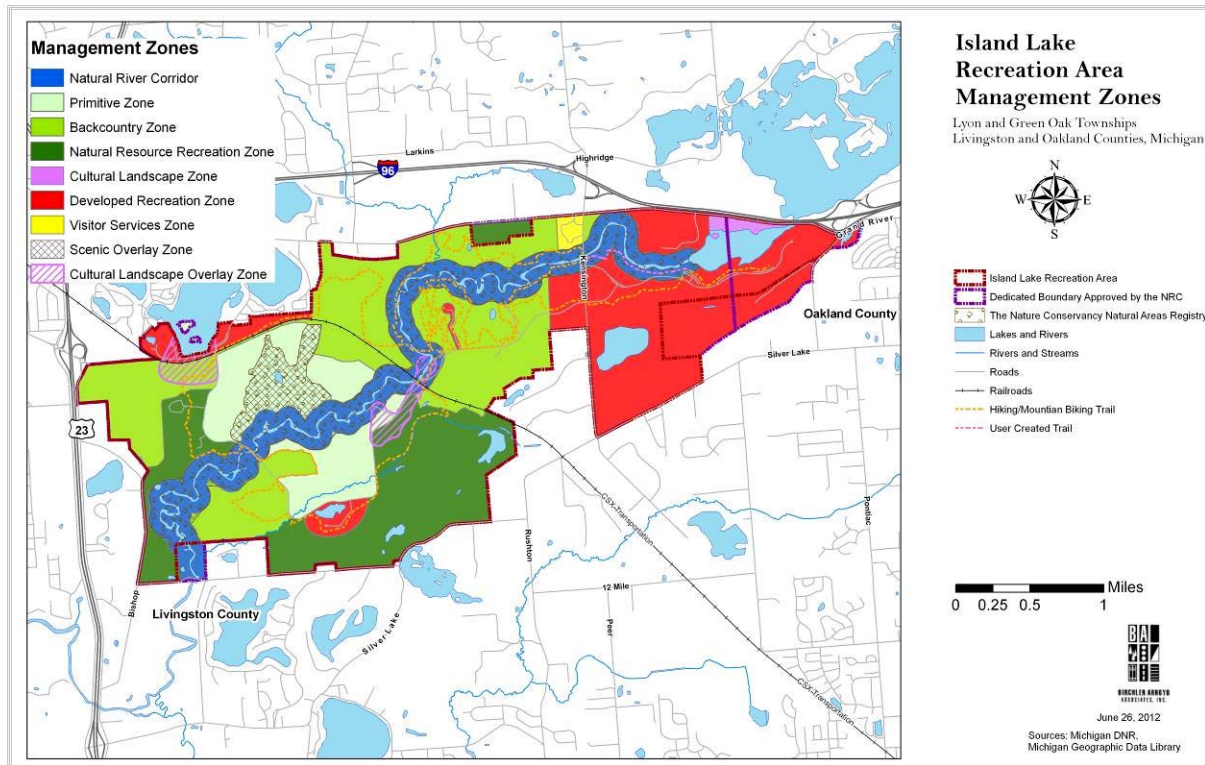 Management Zones
Natural River Corridor
Primitive Zone
Backcountry Zone
Natural Resource Recreation Zone
Cultural Landscape Zone
Developed Recreation Zone
Visitor Services Zone
Scenic Overlay Zone
Cultural Landscape Overlay Zone
Larkins
Highridge
96
Grand River
Kensington
Oakland County
Silver Lake
23
CSX-Transportation
Rushton
Pontiac
12 Mile
Bishop
Livingston County
Silver Lake
Peer
CSX-Transportation
Island Lake
Recreation Area
Management Zones
Lyon and Green Oak Townships
Livingston and Oakland Counties, Michigan
N
W E
S
Island Lake Recreation Area
Dedicated Boundary Approved by the NRC
The Nature Conservancy Natural Areas Registry
Lakes and Rivers
Rivers and Streams
Roads
Railroads
Hiking/Mountian Biking Trail
User Created Trail
Miles
0 0.25 0.5 1
BA
BIRCHLER ARROYO
ASSOCIATES, INC.
June 26, 2012
Sources: Michigan DNR,
Michigan Geographic Data Library